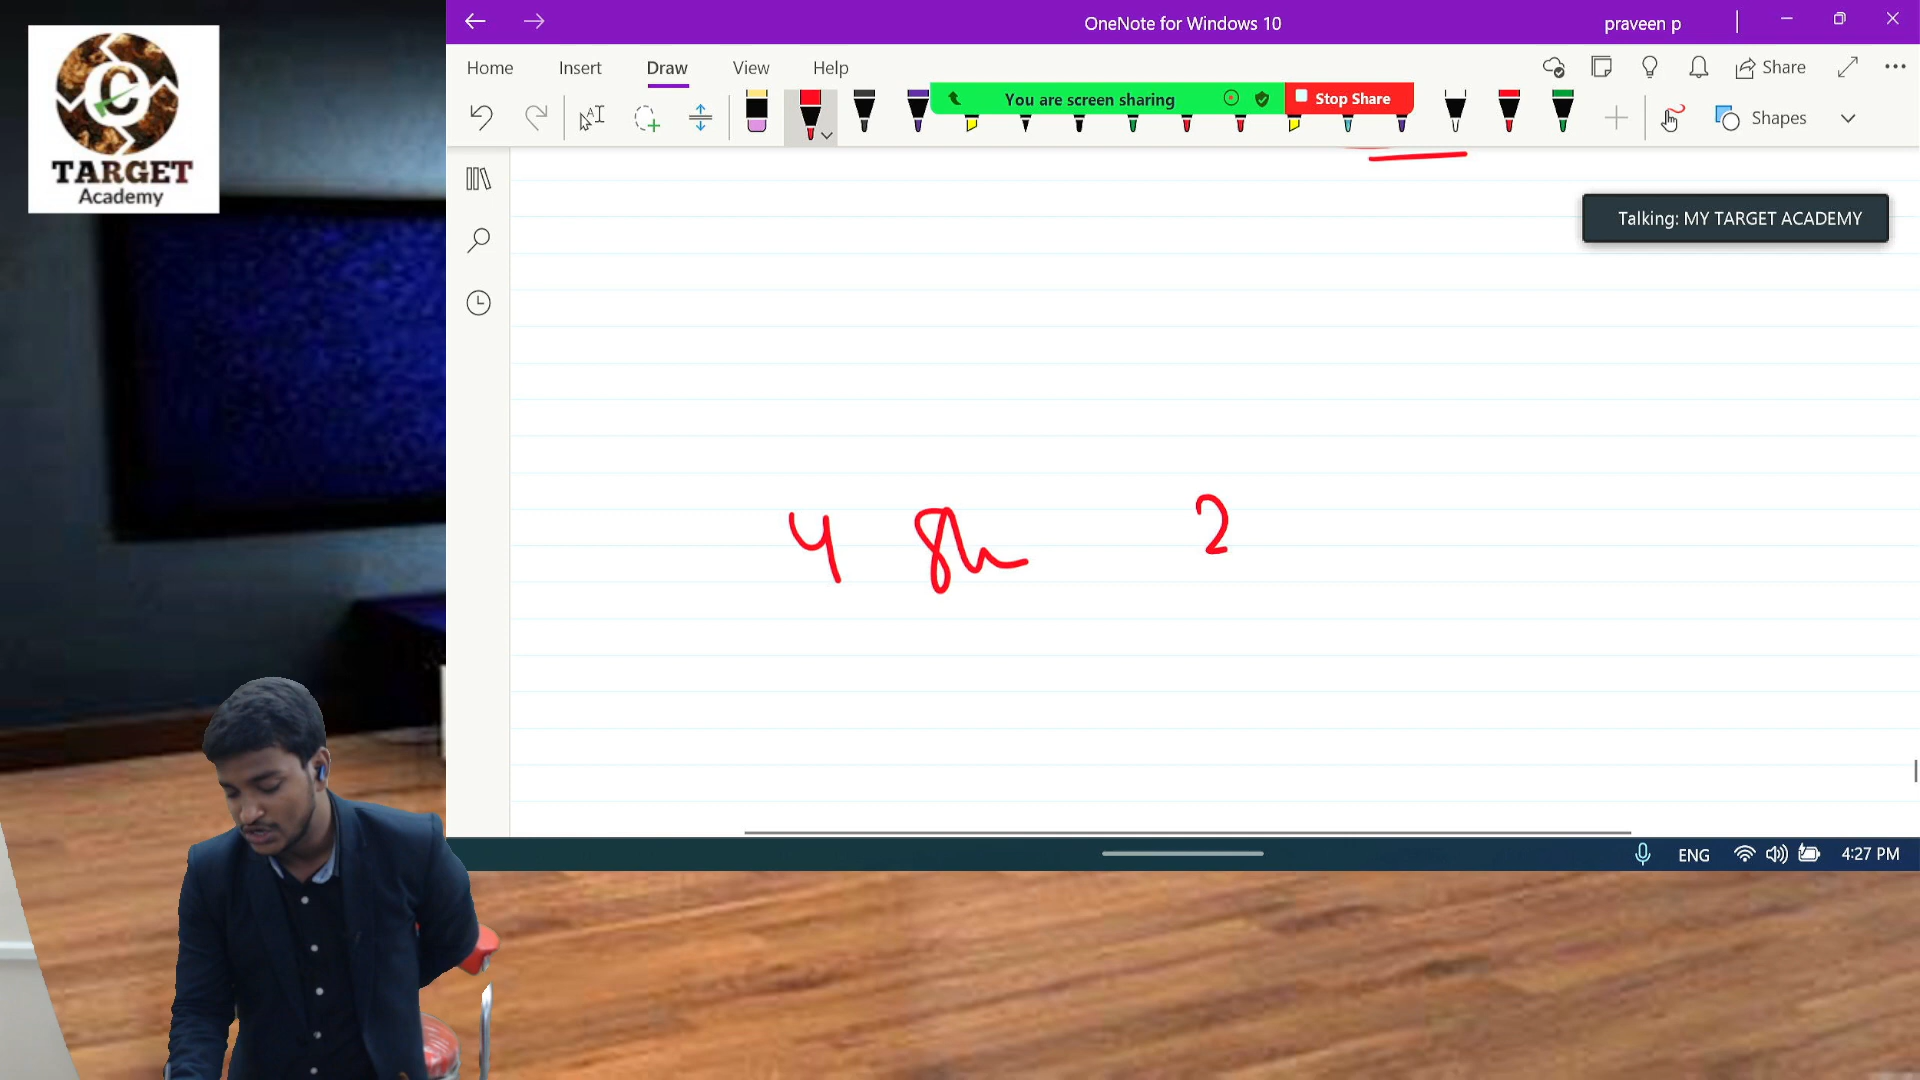 TARGET
Academy
OneNote for Windows 10
praveen p
Home Insert Draw View Help
Share
You are screen sharing
Stop Share
Shapes
Talking: MY TARGET ACADEMY
4 2
ENG
4:27 PM